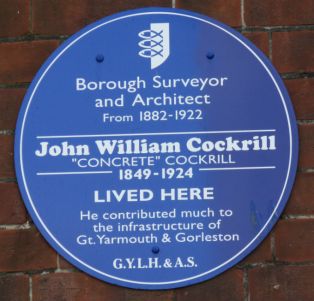 Borough Surveyor
and Architect
From 1882-1922
John William Cockrill
"CONCRETE" COCKRILL
1849-1924
LIVED HERE
He contributed much to
the infrastructure of
Gt.Yarmouth & Gorleston
G.Y.L.H. & A.S.